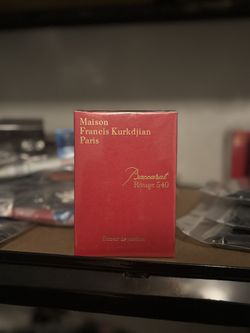 Maison
Francis Kurkdjian
Paris
Baccarat
Rouge 540
Extrait de parfum